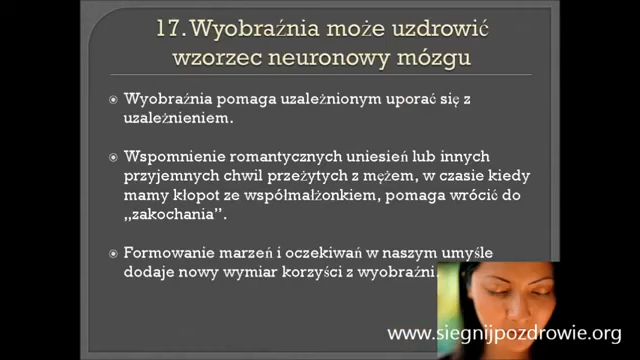 17. Wyobraźnia może uzdrowić
wzorzec neuronowy mózgu
Wyobraźnia pomaga uzależnionym uporać się z
uzależnieniem.
Wspomnienie romantycznych uniesień lub innych
przyjemnych chwil przeżytych z mężem, w czasie kiedy
mamy kłopot ze współmałżonkiem, pomaga wrócić do
„zakochania”.
Formowanie marzeń i oczekiwań w naszym umyśle
dodaje nowy wymiar korzyści z wyobraźni.
www.siegnijpozdrowie.org